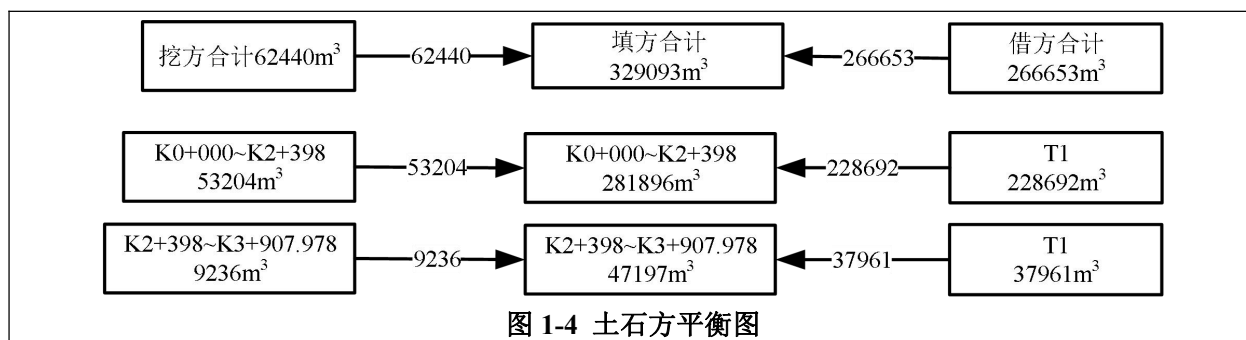 挖方合计62440m³
62440
填方合计
329093m³
266653
借方合计
266653m³
K0+000~K2+398
53204m³
53204
K0+000~K2+398
281896m³
228692
T1
228692m³
K2+398~K3+907.978
9236m³
9236
K2+398~K3+907.978
47197m³
37961
T1
37961m³
图 1-4 土石方平衡图